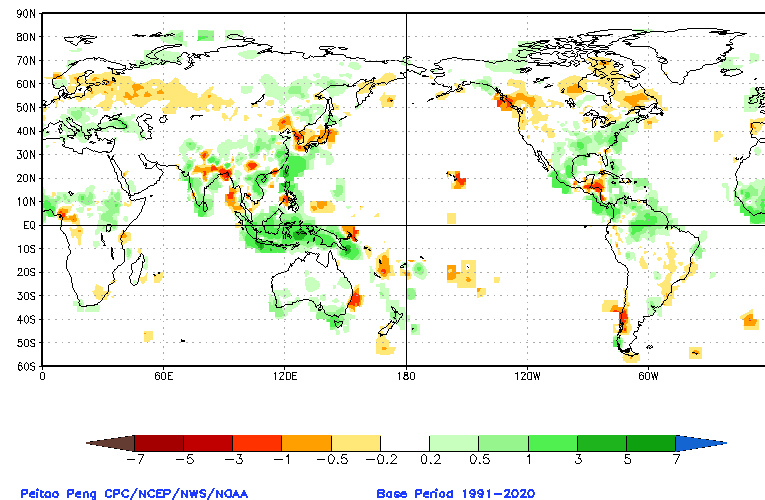 90N
80N
70N
60N
50N
40N
30N
20N
10N
EQ
10S
20S
30S
40S
50S
60S
0 60E 120E 180 120W 60W
-7 -5 -3 -1 -0.5 -0.2 0.2 0.5 1 3 5 7
Peitao Peng CPC/NCEP/NWS/NOAA Base Period 1991-2020